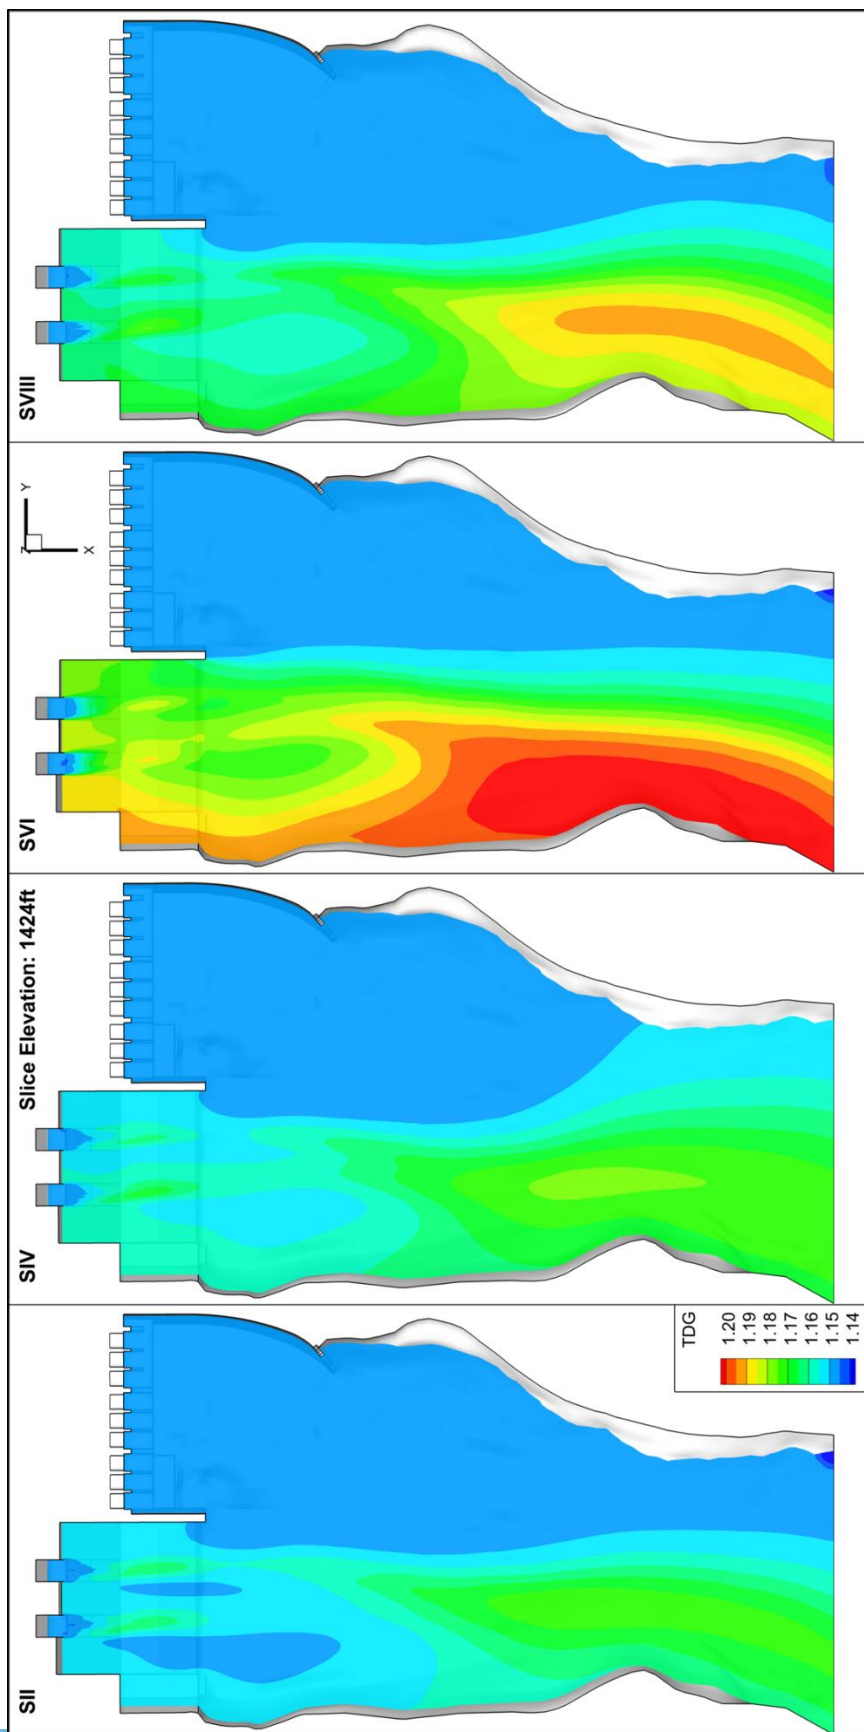 SII
SIV
Slice Elevation: 1424ft
SVI
Z
Y
X
SVIII
TDG
1.20
1.19
1.18
1.17
1.16
1.15
1.14